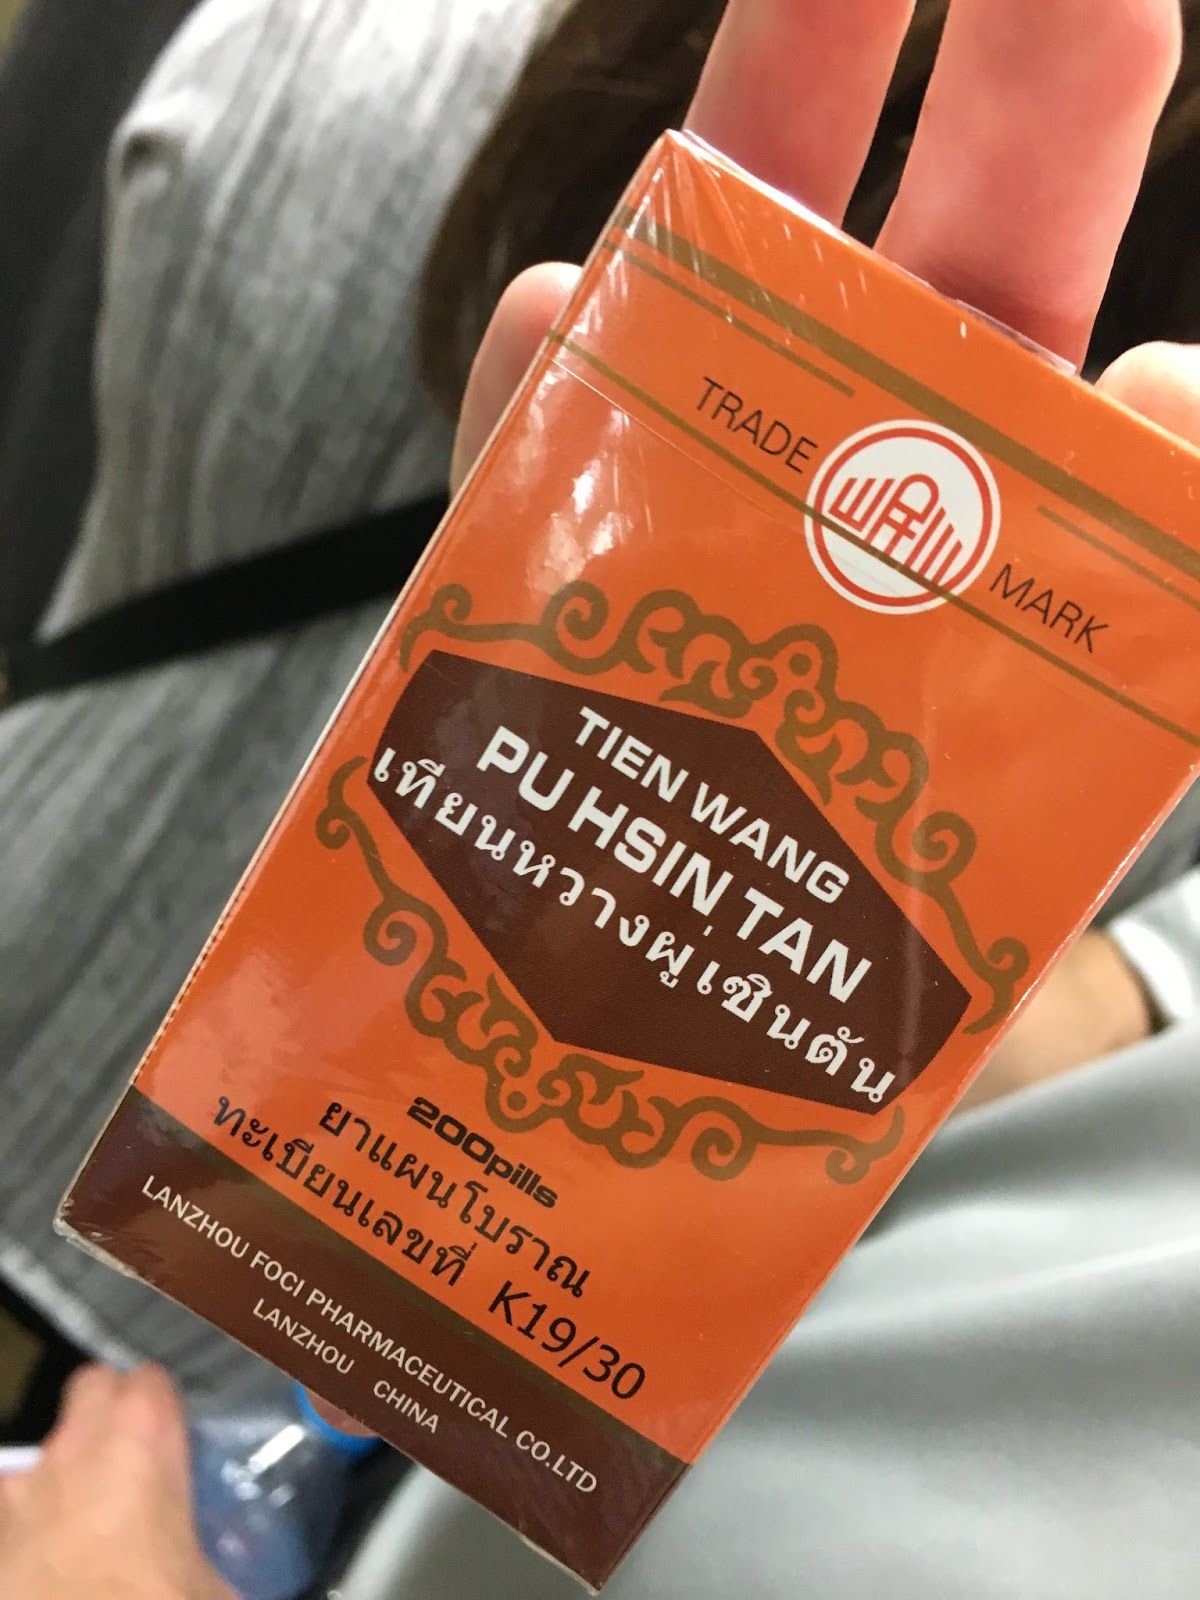 TRADE MARK
TIEN WANG
PU HSIN TAN
เทียนหวางผู่เซินตัน
200pills
ยาแผนโบราณ
ทะเบียนเลขที่ K19/30
LANZHOU FOCI PHARMACEUTICAL CO.LTD
LANZHOU CHINA